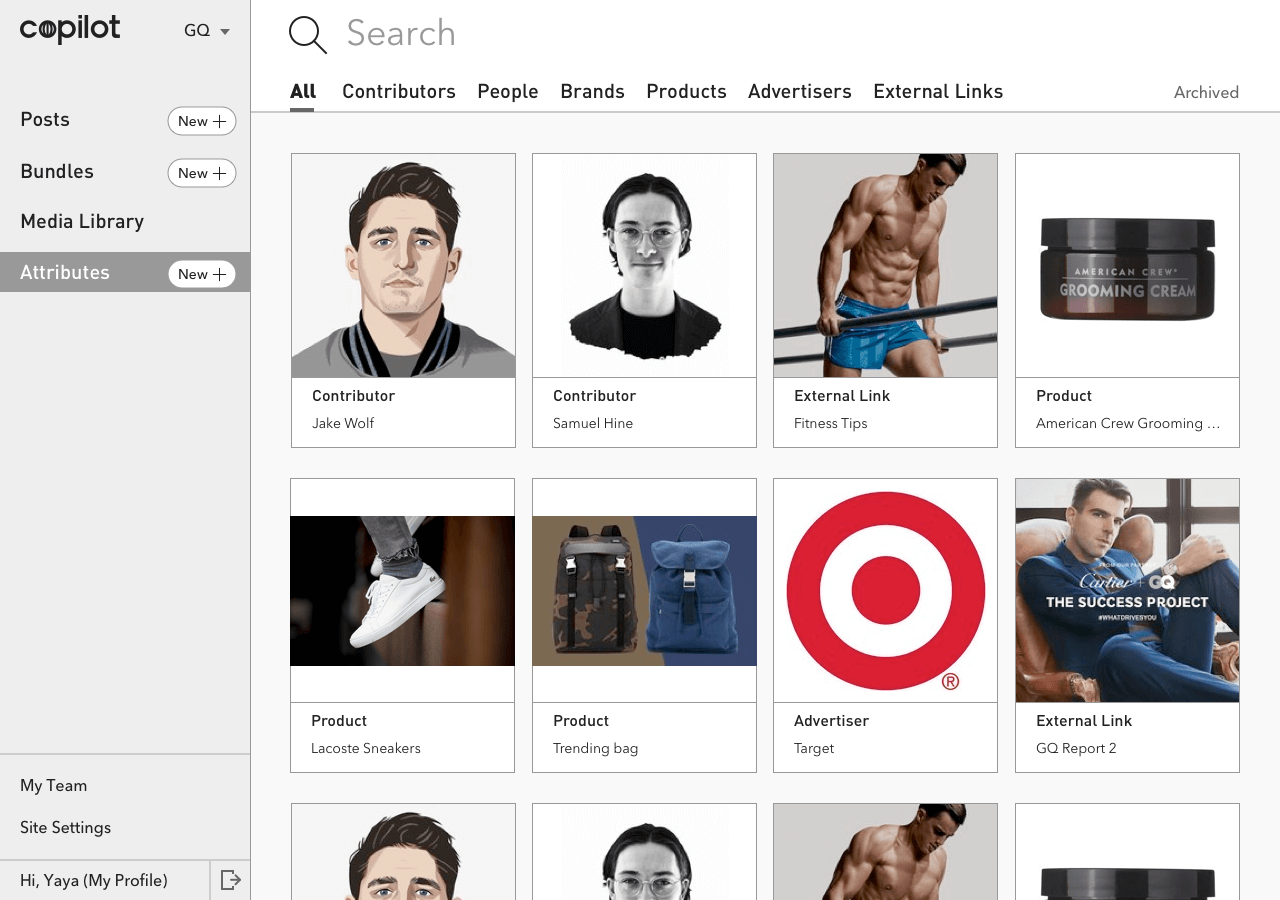 copilot
GQ
Posts
New
Bundles
New
Media Library
Attributes
New
My Team
Site Settings
Hi, Yaya (My Profile)
Search
All Contributors People Brands Products Advertisers External Links
Archived
Contributor
Jake Wolf
Contributor
Samuel Hine
External Link
Fitness Tips
AMERICAN CREW®
GROOMING CREAM
Product
American Crew Grooming ...
Product
Lacoste Sneakers
Product
Trending bag
®
Advertiser
Target
Cartier + GQ
THE SUCCESS PROJECT
#WHATDRIVESYOU
External Link
GQ Report 2